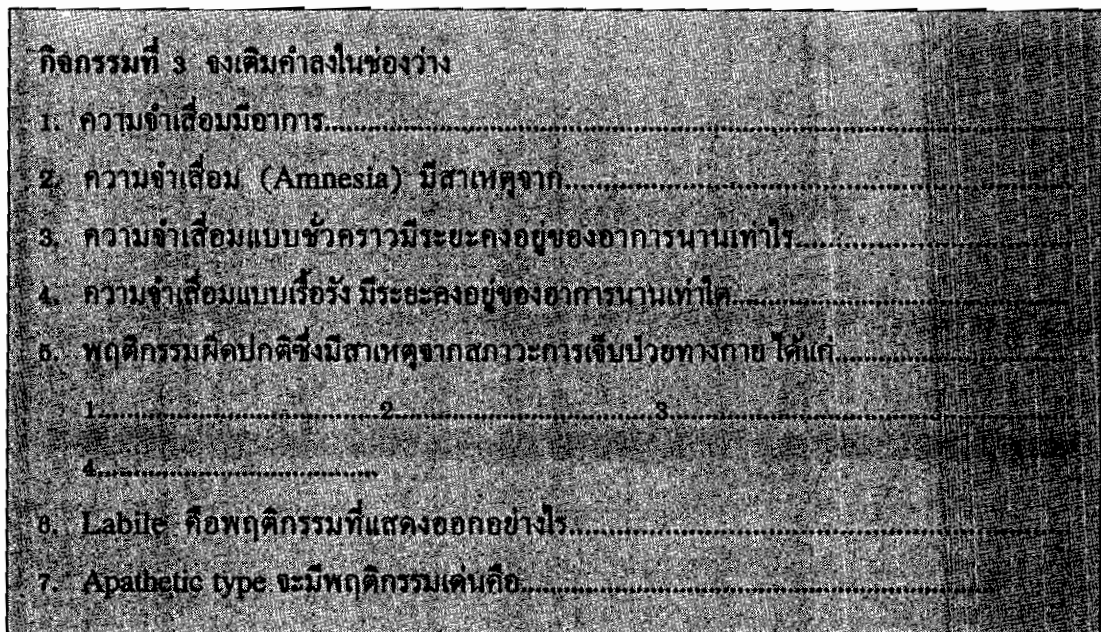 กิจกรรมที่ 3 จงเติมคำลงในช่องว่าง
1. ความจำเสื่อมมีอาการ..............................
2. ความจำเสื่อม (Amnesia) มีสาเหตุจาก..............................
3. ความจำเสื่อมแบบชั่วคราวมีระยะคงอยู่ของอาการนานเท่าไร..............................
4. ความจำเสื่อมแบบเรื้อรัง มีระยะคงอยู่ของอาการนานเท่าใด..............................
5. พฤติกรรมผิดปกติซึ่งมีสาเหตุจากสภาวะการเจ็บป่วยทางกาย ได้แก่..............................
1..............................2..............................3..............................
4..............................
6. Labile คือพฤติกรรมที่แสดงออกอย่างไร..............................
7. Apathetic type จะมีพฤติกรรมเด่นคือ..............................